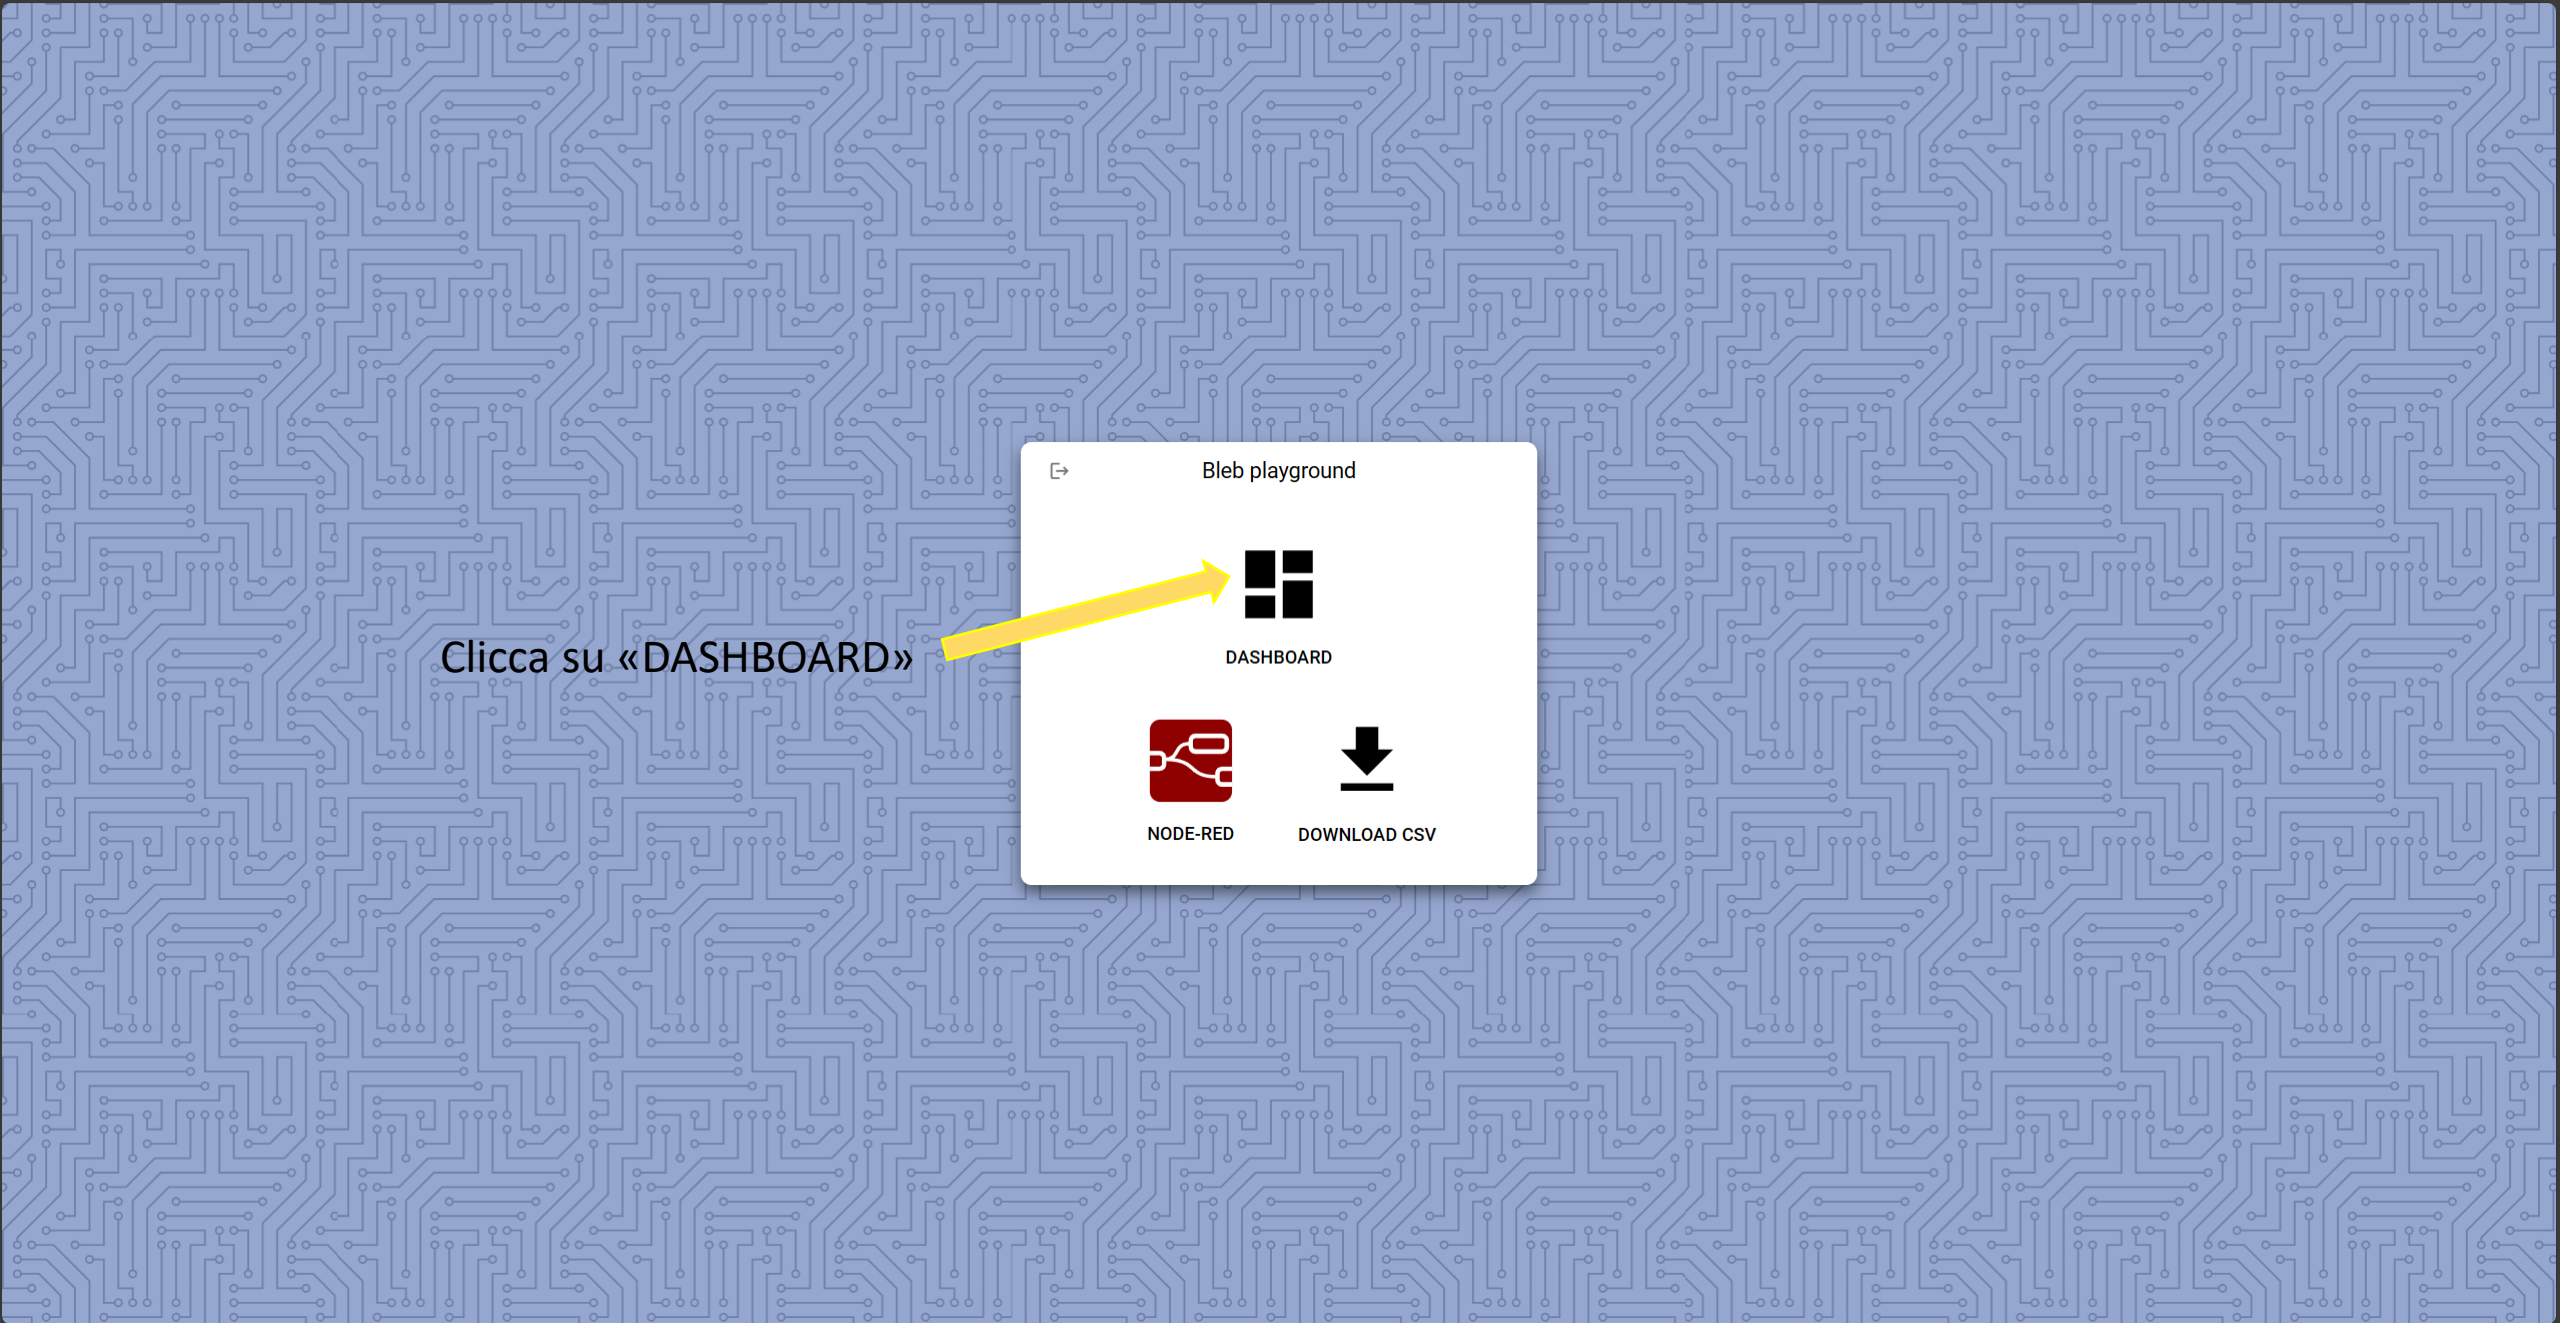 Bleb playground
Clicca su «DASHBOARD»
DASHBOARD
NODE-RED
DOWNLOAD CSV